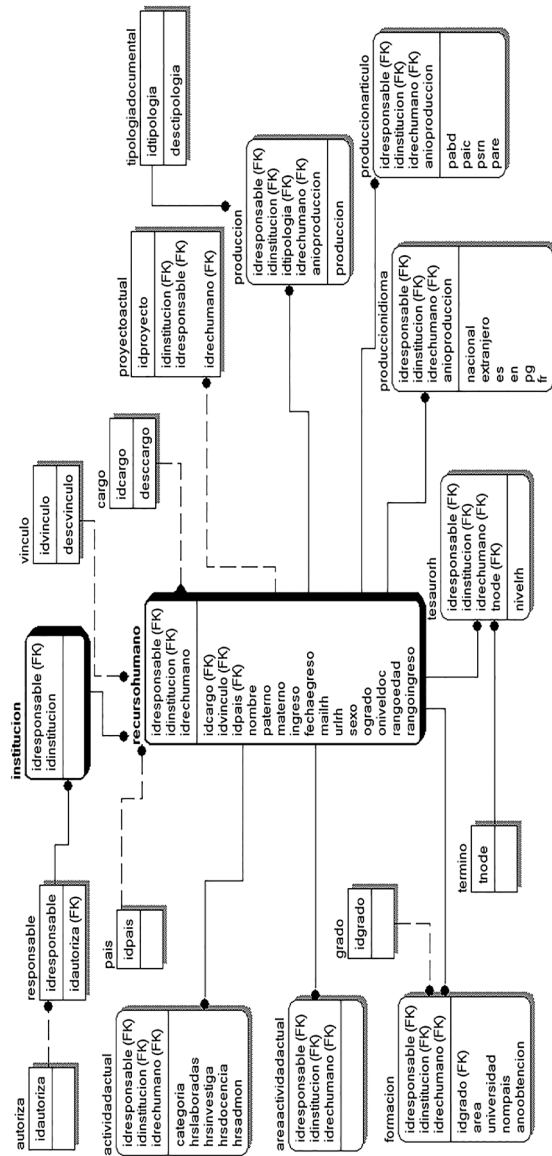 autoriza
idautoriza
responsable
idresponsable
idautoriza (FK)
institucion
idresponsable (FK)
idinstitucion
vinculo
idvinculo
descvinculo
cargo
idcargo
desccargo
proyectoactual
idproyecto
idinstitucion (FK)
idresponsable (FK)
idrechumano (FK)
tipologiadocumental
idtipologia
desctipologia
actividadactual
idresponsable (FK)
idinstitucion (FK)
idrechumano (FK)
categoria
hrslaboradas
hrsinvestiga
hrsdocencia
hrsadmon
pais
idpais
recursohumano
idresponsable (FK)
idinstitucion (FK)
idrechumano
idcargo (FK)
idvinculo (FK)
idpais (FK)
nombre
paterno
materno
ingreso
fechaegreso
mailrh
urlrh
sexo
ogrado
oniveldoc
rangoedad
rangoingreso
produccion
idresponsable (FK)
idinstitucion (FK)
idtipologia (FK)
idrechumano (FK)
anioproduccion
produccion
produccionarticulo
idresponsable (FK)
idinstitucion (FK)
idrechumano (FK)
anioproduccion
pabd
paic
psrn
pare
areaactividadactual
idresponsable (FK)
idinstitucion (FK)
idrechumano (FK)
grado
idgrado
formacion
idresponsable (FK)
idinstitucion (FK)
idrechumano (FK)
idgrado (FK)
area
universidad
nompais
anoobtencion
termino
tnode
tesaurorh
idresponsable (FK)
idinstitucion (FK)
idrechumano (FK)
tnode (FK)
nivelrh
produccionidioma
idresponsable (FK)
idinstitucion (FK)
idrechumano (FK)
anioproduccion
nacional
extranjero
es
en
pg
fr